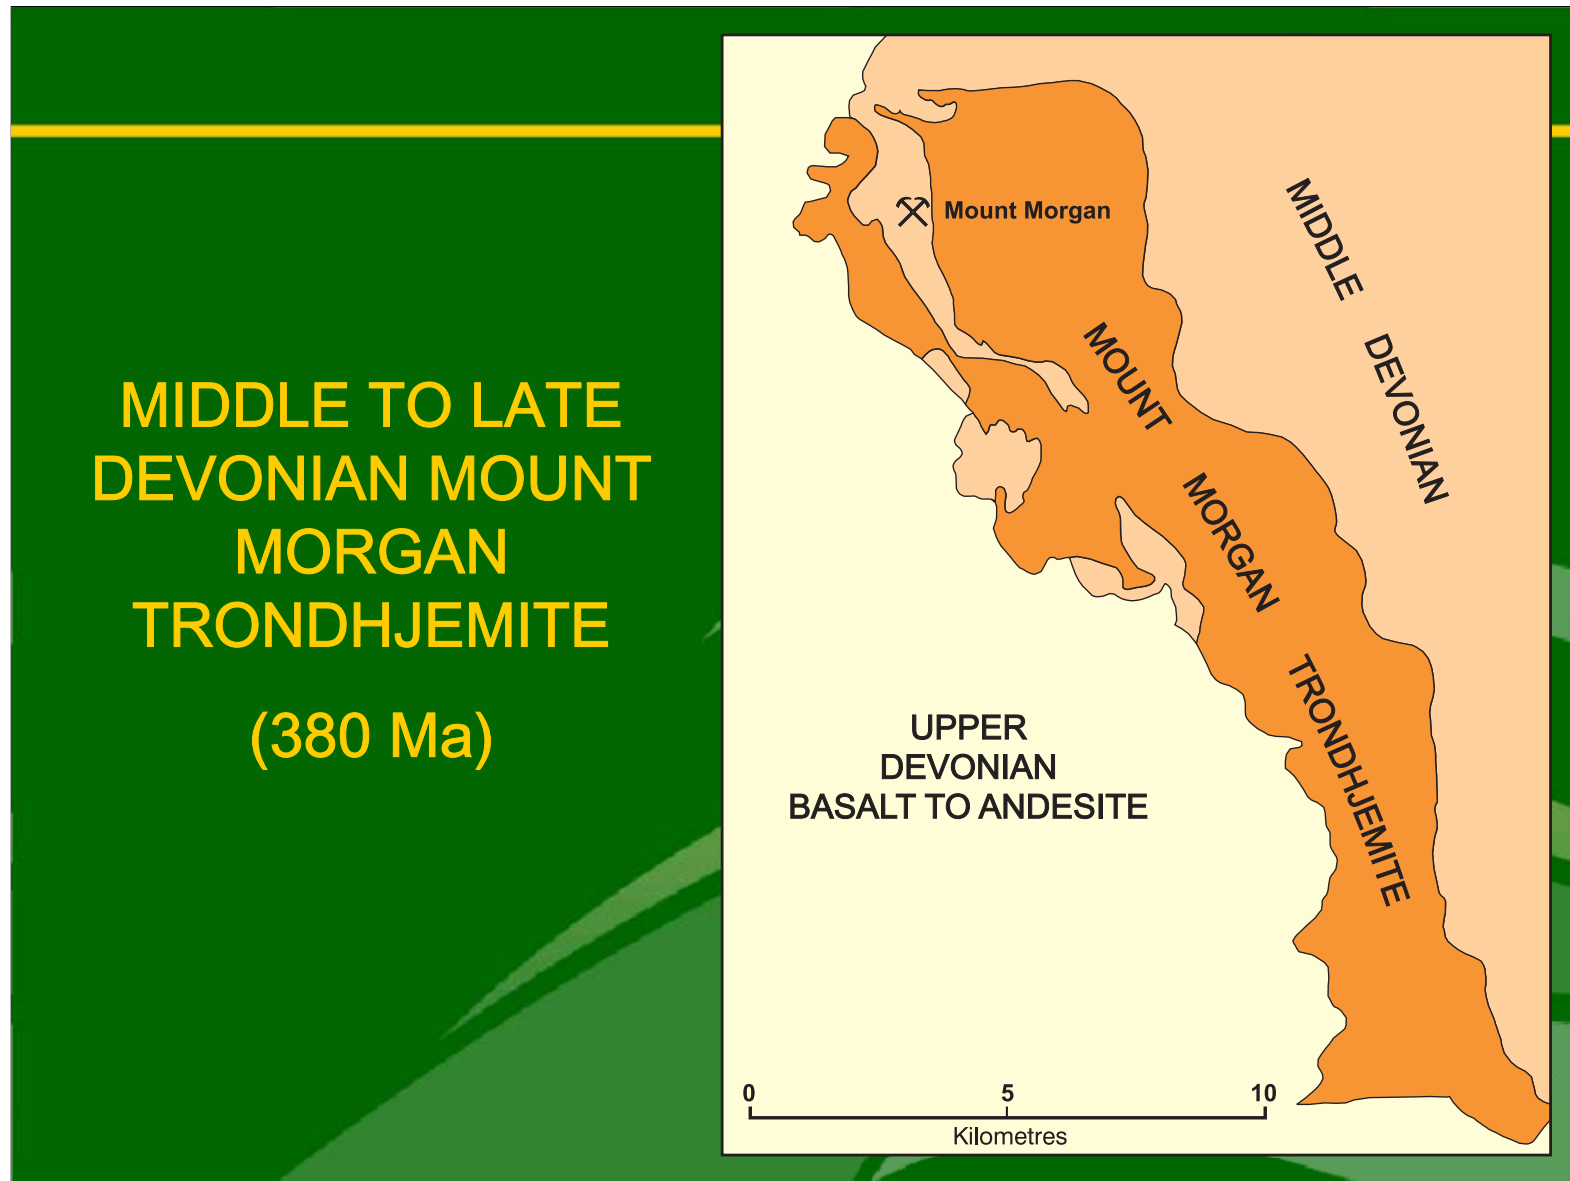 MIDDLE TO LATE
DEVONIAN MOUNT
MORGAN
TRONDHJEMITE
(380 Ma)
Mount Morgan
MIDDLE DEVONIAN
MOUNT MORGAN TRONDHJEMITE
UPPER
DEVONIAN
BASALT TO ANDESITE
0 5 10
Kilometres